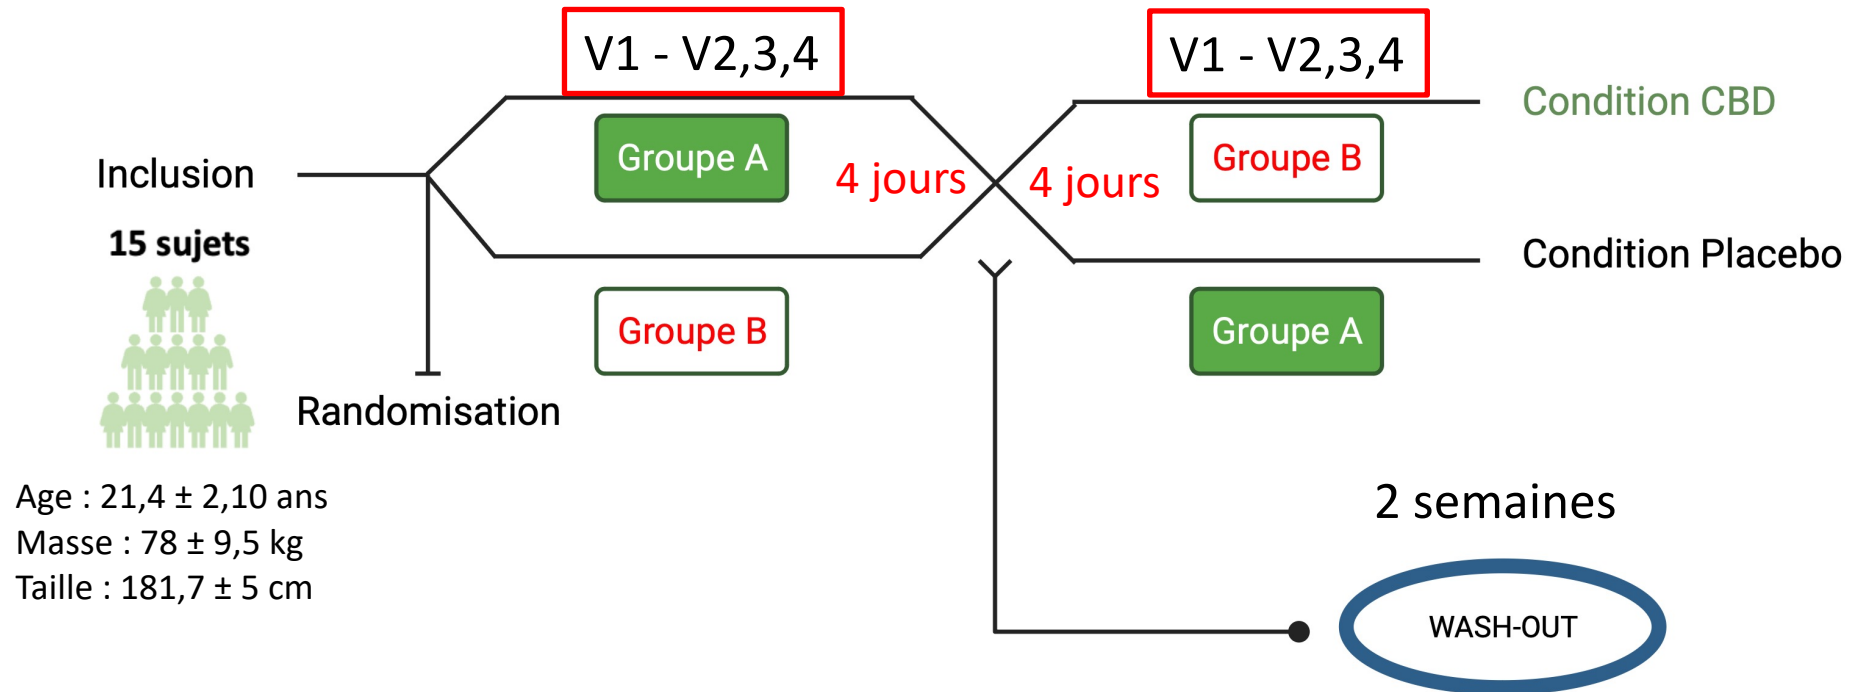 V1 - V2,3,4
V1 - V2,3,4
Condition CBD
Groupe A
Groupe B
Inclusion
4 jours
4 jours
15 sujets
Condition Placebo
Groupe B
Groupe A
Randomisation
Age : 21,4 ± 2,10 ans
Masse : 78 ± 9,5 kg
Taille : 181,7 ± 5 cm
2 semaines
WASH-OUT